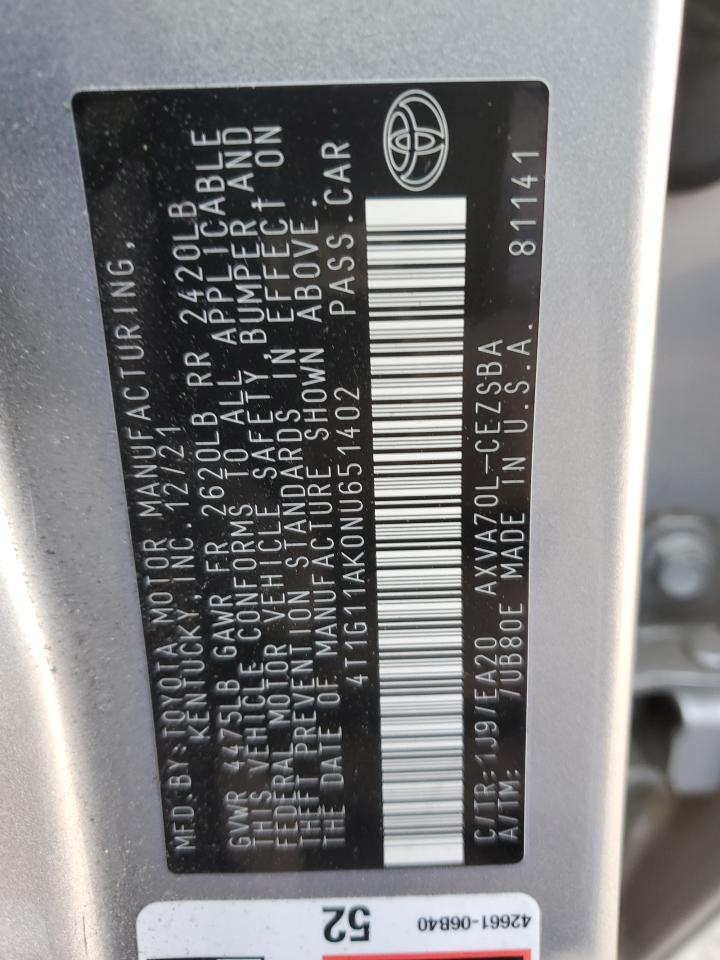 MFD.BY:TOYOTA MOTOR MANUFACTURING,
KENTUCKY, INC. 12/21
GVWR 4475LB GAWR FR 2620LB RR 2420LB
THIS VEHICLE CONFORMS TO ALL APPLICABLE
FEDERAL MOTOR VEHICLE SAFETY, BUMPER, AND
THEFT PREVENTION STANDARDS IN EFFECT ON
THE DATE OF MANUFACTURE SHOWN ABOVE.
4T1G11AK0NU651402 PASS.CAR
C/TR:1J9/EA20 AXVA70L-CEZSBA 81141
A/TM: /UB80E MADE IN U.S.A.
52
42661-06B40